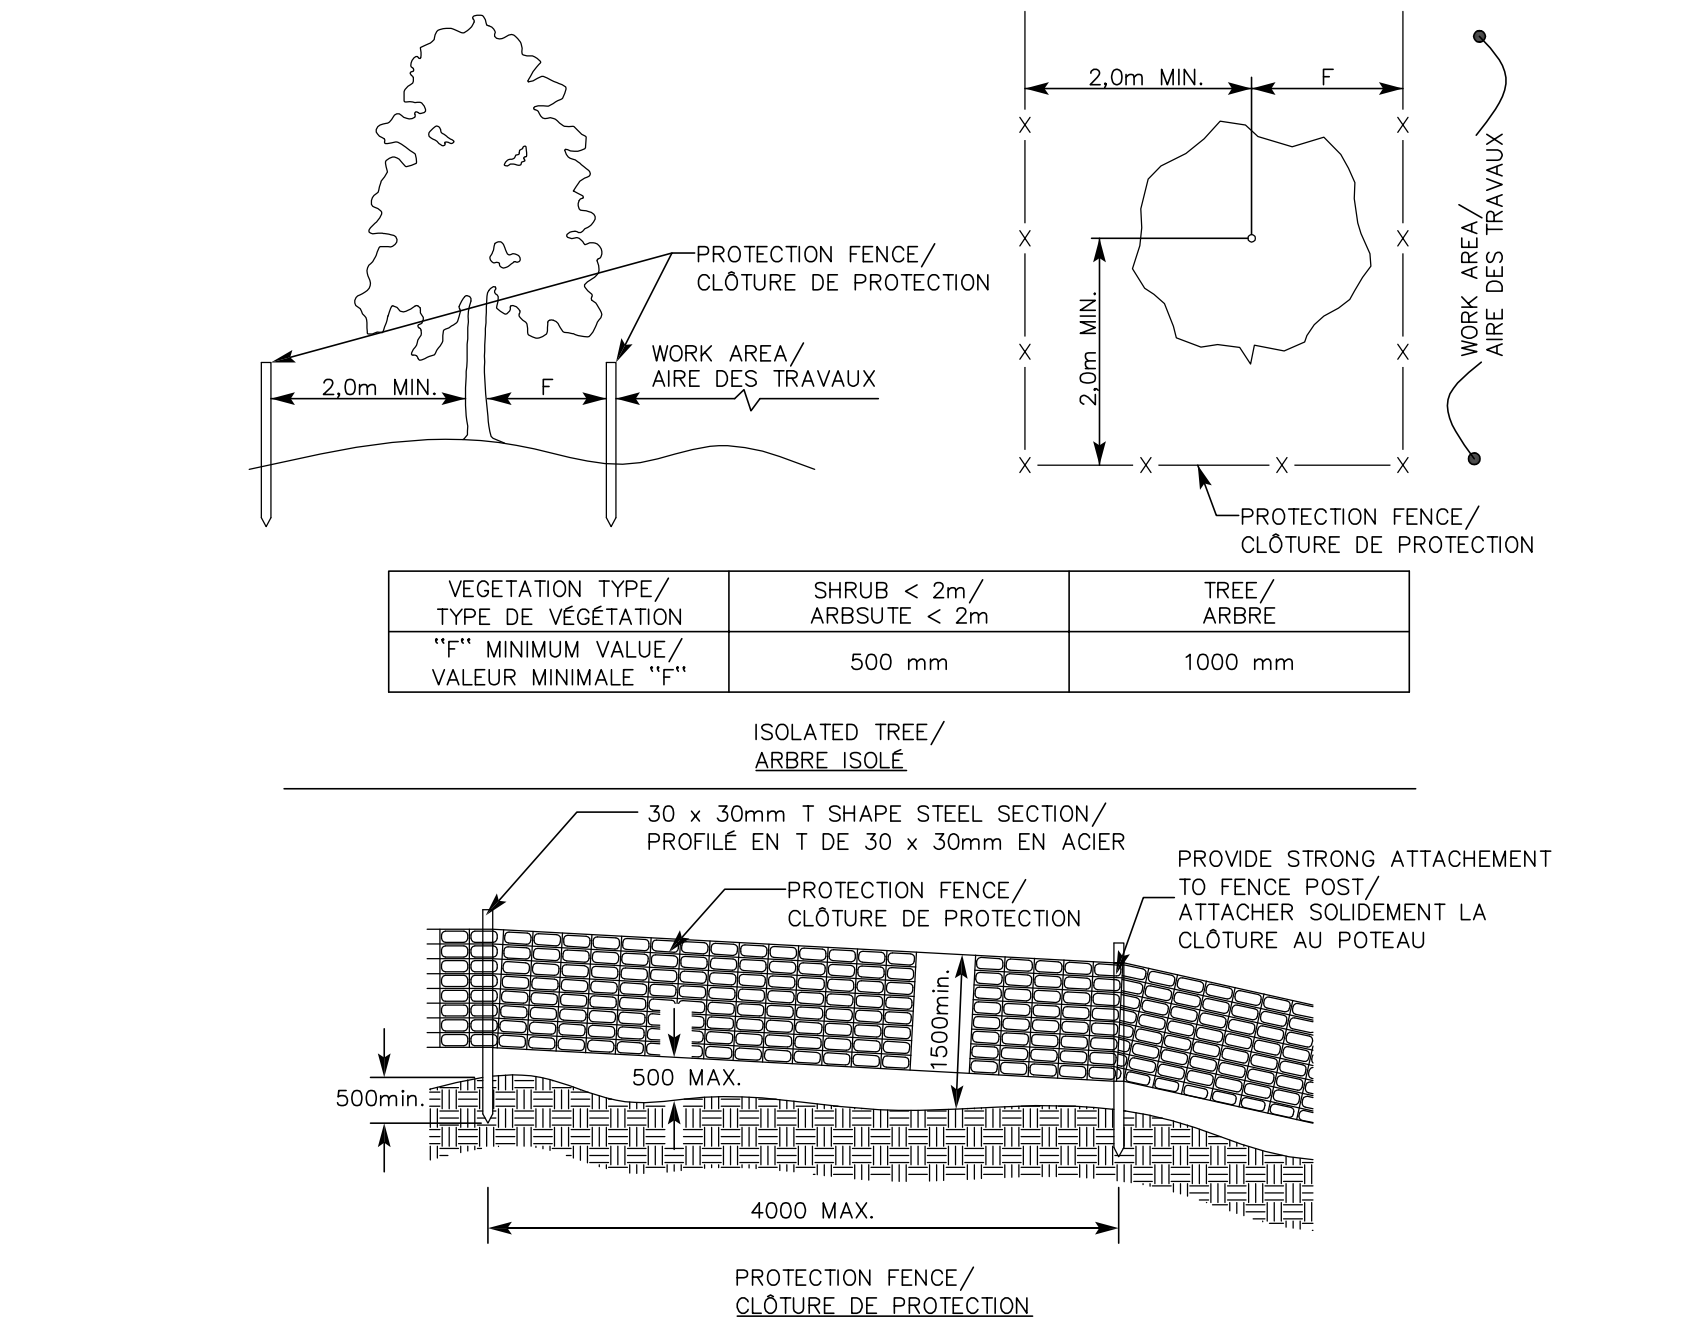 2,0m MIN.
F
PROTECTION FENCE/
CLÔTURE DE PROTECTION
WORK AREA/
AIRE DES TRAVAUX
2,0m MIN.
F
X
X
X
X
X
X
X
X
X
X
2,0m MIN.
WORK AREA/
AIRE DES TRAVAUX
PROTECTION FENCE/
CLÔTURE DE PROTECTION
VEGETATION TYPE/
TYPE DE VÉGÉTATION
SHRUB < 2m/
ARBSUTE < 2m
TREE/
ARBRE
"F" MINIMUM VALUE/
VALEUR MINIMALE "F"
500 mm
1000 mm
ISOLATED TREE/
ARBRE ISOLÉ
30 x 30mm T SHAPE STEEL SECTION/
PROFILÉ EN T DE 30 x 30mm EN ACIER
PROTECTION FENCE/
CLÔTURE DE PROTECTION
PROVIDE STRONG ATTACHEMENT
TO FENCE POST/
ATTACHER SOLIDEMENT LA
CLÔTURE AU POTEAU
1500min.
500 MAX.
500min.
4000 MAX.
PROTECTION FENCE/
CLÔTURE DE PROTECTION